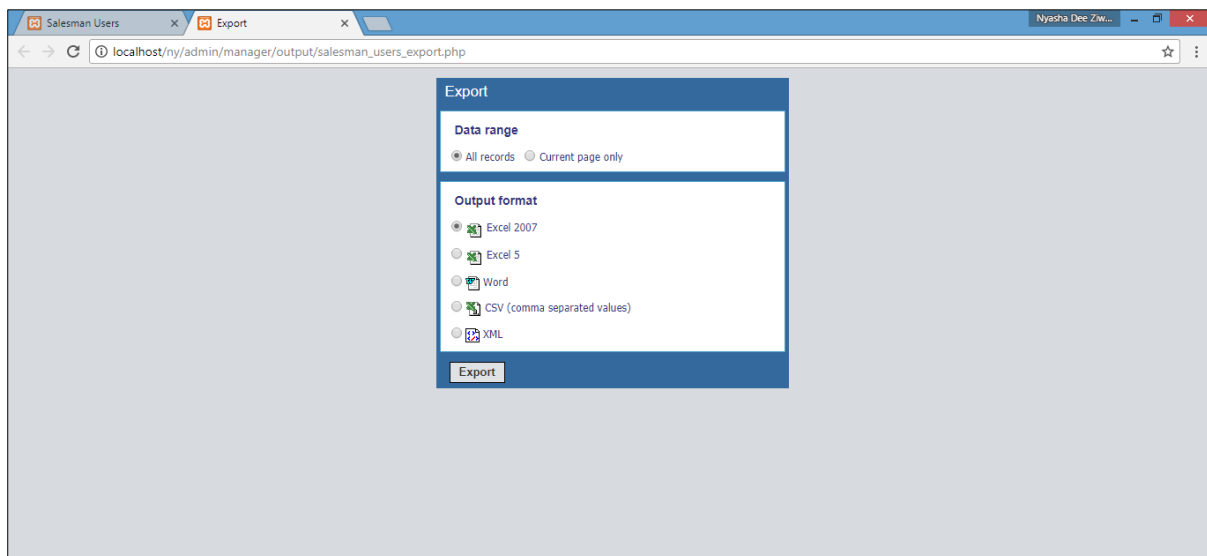 Salesman Users
Export
Nyasha Dee Ziw...
localhost/ny/admin/manager/output/salesman_users_export.php
Export
Data range
All records Current page only
Output format
Excel 2007
Excel 5
Word
CSV (comma separated values)
XML
Export